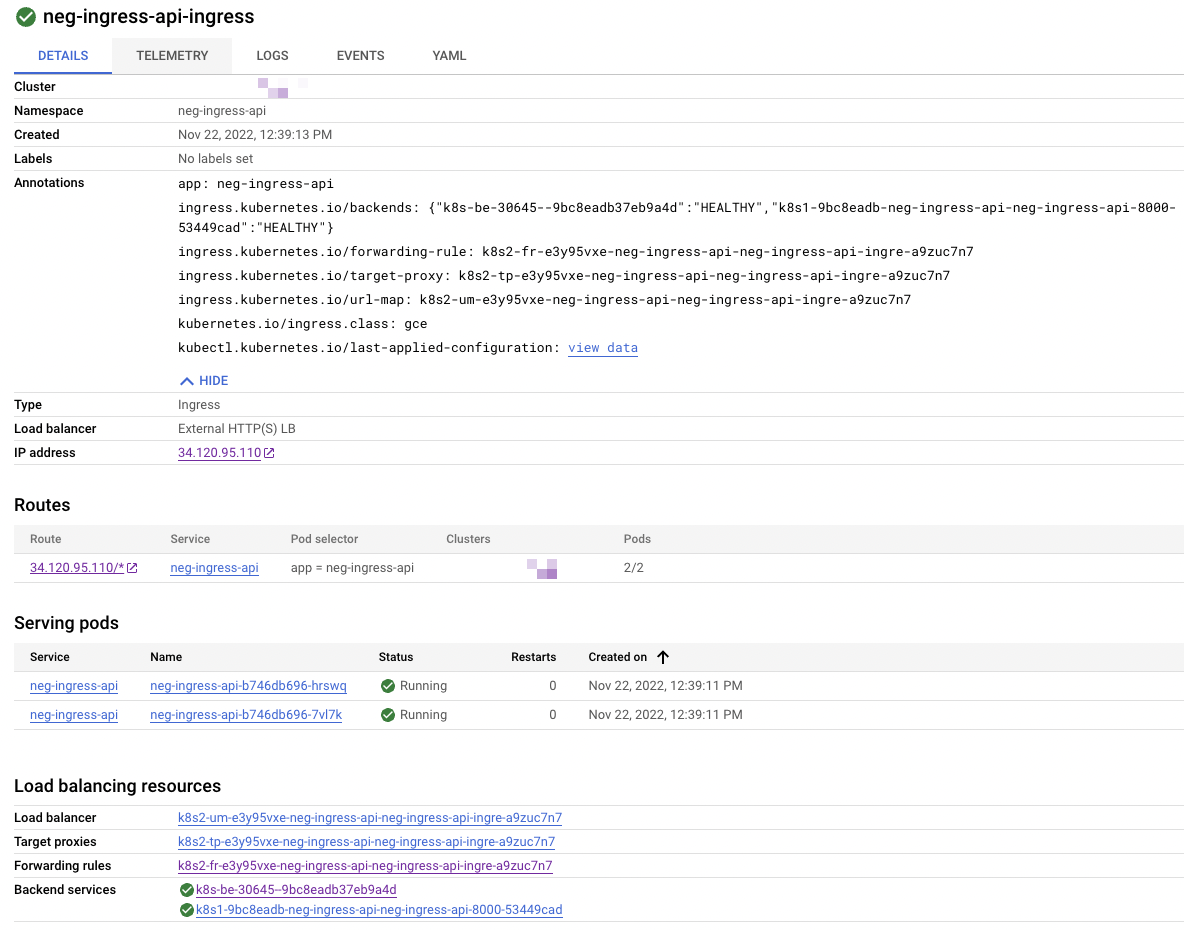 neg-ingress-api-ingress
DETAILS TELEMETRY LOGS EVENTS YAML
Cluster
Namespace neg-ingress-api
Created Nov 22, 2022, 12:39:13 PM
Labels No labels set
Annotations app: neg-ingress-api
ingress.kubernetes.io/backends: {"k8s-be-30645--9bc8eadb37eb9a4d":"HEALTHY","k8s1-9bc8eadb-neg-ingress-api-neg-ingress-api-8000-
53449cad":"HEALTHY"}
ingress.kubernetes.io/forwarding-rule: k8s2-fr-e3y95vxe-neg-ingress-api-neg-ingress-api-ingre-a9zuc7n7
ingress.kubernetes.io/target-proxy: k8s2-tp-e3y95vxe-neg-ingress-api-neg-ingress-api-ingre-a9zuc7n7
ingress.kubernetes.io/url-map: k8s2-um-e3y95vxe-neg-ingress-api-neg-ingress-api-ingre-a9zuc7n7
kubernetes.io/ingress.class: gce
kubectl.kubernetes.io/last-applied-configuration: view data
HIDE
Type Ingress
Load balancer External HTTP(S) LB
IP address 34.120.95.110
Routes
Route Service Pod selector Clusters Pods
34.120.95.110/* neg-ingress-api app = neg-ingress-api 2/2
Serving pods
Service Name Status Restarts Created on
neg-ingress-api neg-ingress-api-b746db696-hrswq Running 0 Nov 22, 2022, 12:39:11 PM
neg-ingress-api neg-ingress-api-b746db696-7vl7k Running 0 Nov 22, 2022, 12:39:11 PM
Load balancing resources
Load balancer k8s2-um-e3y95vxe-neg-ingress-api-neg-ingress-api-ingre-a9zuc7n7
Target proxies k8s2-tp-e3y95vxe-neg-ingress-api-neg-ingress-api-ingre-a9zuc7n7
Forwarding rules k8s2-fr-e3y95vxe-neg-ingress-api-neg-ingress-api-ingre-a9zuc7n7
Backend services k8s-be-30645--9bc8eadb37eb9a4d
k8s1-9bc8eadb-neg-ingress-api-neg-ingress-api-8000-53449cad